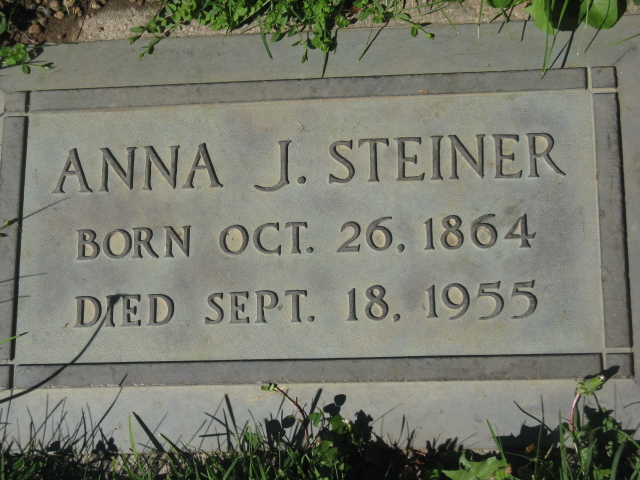 ANNA J. STEINER
BORN OCT. 26, 1864
DIED SEPT. 18, 1955